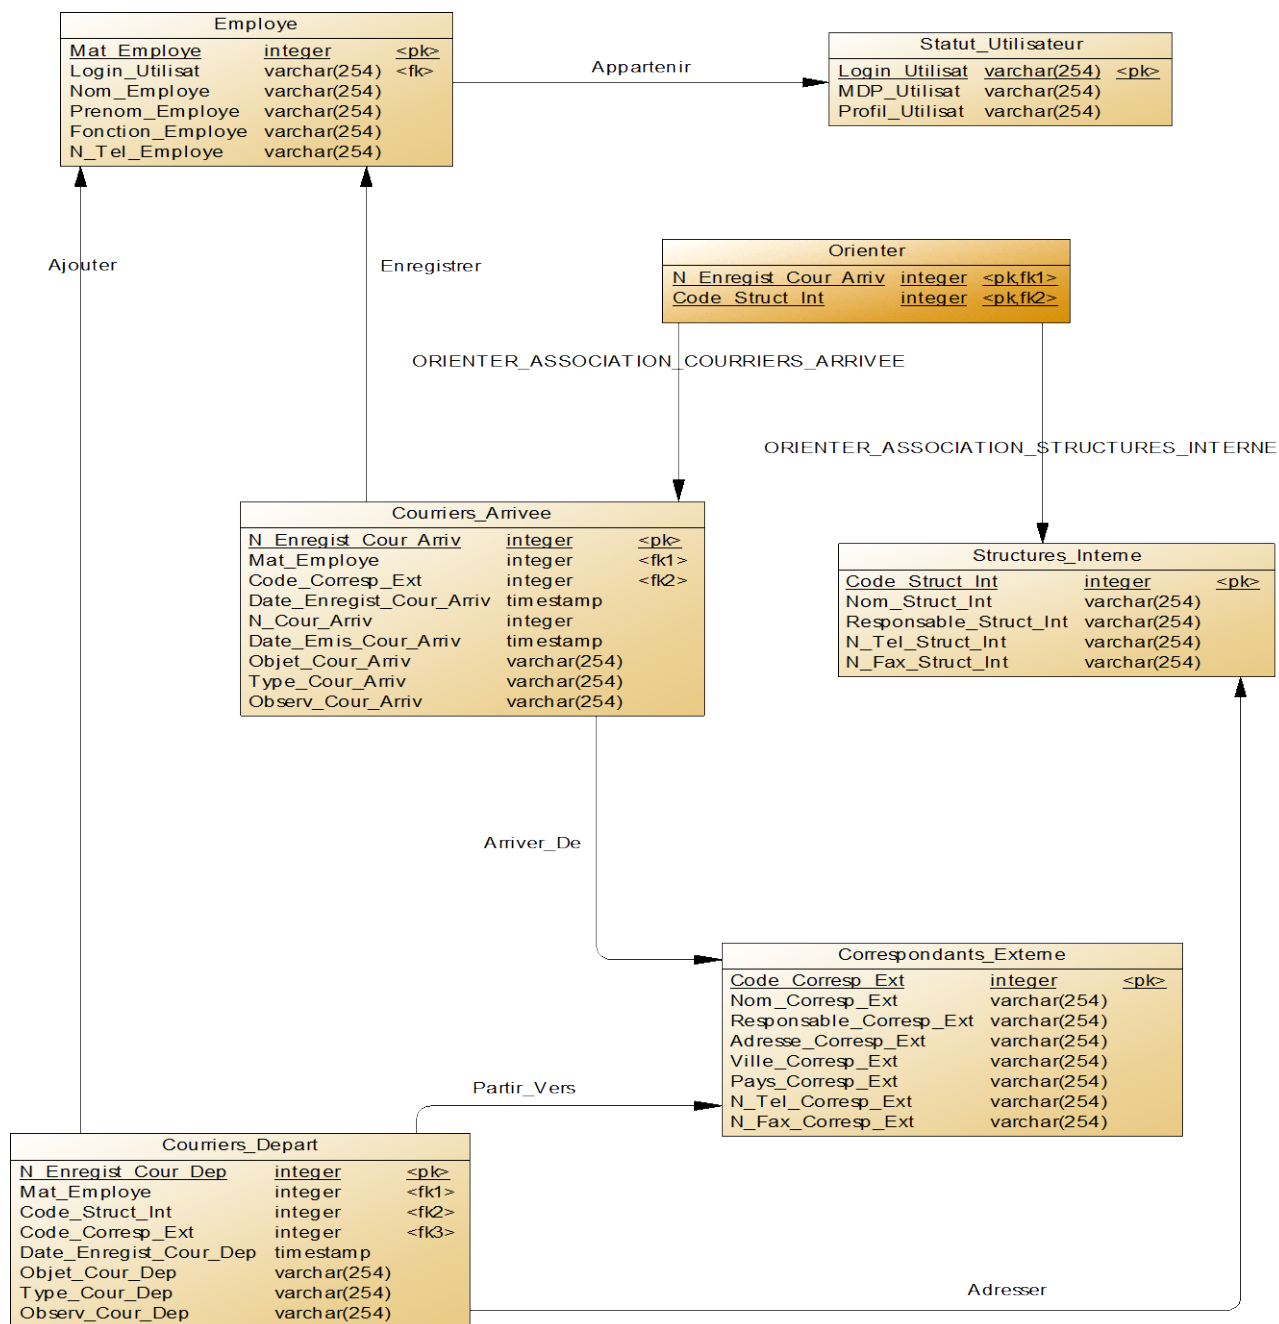 Employe
Mat_Employe integer <pk>
Login_Utilisat varchar(254) <fk>
Nom_Employe varchar(254)
Prenom_Employe varchar(254)
Fonction_Employe varchar(254)
N_Tel_Employe varchar(254)
Appartenir
Statut_Utilisateur
Login_Utilisat varchar(254) <pk>
MDP_Utilisat varchar(254)
Profil_Utilisat varchar(254)
Ajouter
Enregistrer
Orienter
N_Enregist_Cour_Arriv integer <pk,fk1>
Code_Struct_Int integer <pk,fk2>
ORIENTER_ASSOCIATION_COURRIERS_ARRIVEE
ORIENTER_ASSOCIATION_STRUCTURES_INTERNE
Courriers_Arrivee
N_Enregist_Cour_Arriv integer <pk>
Mat_Employe integer <fk1>
Code_Corresp_Ext integer <fk2>
Date_Enregist_Cour_Arriv timestamp
N_Cour_Arriv integer
Date_Emis_Cour_Arriv timestamp
Objet_Cour_Arriv varchar(254)
Type_Cour_Arriv varchar(254)
Observ_Cour_Arriv varchar(254)
Structures_Interne
Code_Struct_Int integer <pk>
Nom_Struct_Int varchar(254)
Responsable_Struct_Int varchar(254)
N_Tel_Struct_Int varchar(254)
N_Fax_Struct_Int varchar(254)
Arriver_De
Correspondants_Externe
Code_Corresp_Ext integer <pk>
Nom_Corresp_Ext varchar(254)
Responsable_Corresp_Ext varchar(254)
Adresse_Corresp_Ext varchar(254)
Ville_Corresp_Ext varchar(254)
Pays_Corresp_Ext varchar(254)
N_Tel_Corresp_Ext varchar(254)
N_Fax_Corresp_Ext varchar(254)
Partir_Vers
Courriers_Depart
N_Enregist_Cour_Dep integer <pk>
Mat_Employe integer <fk1>
Code_Struct_Int integer <fk2>
Code_Corresp_Ext integer <fk3>
Date_Enregist_Cour_Dep timestamp
Objet_Cour_Dep varchar(254)
Type_Cour_Dep varchar(254)
Observ_Cour_Dep varchar(254)
Adresser